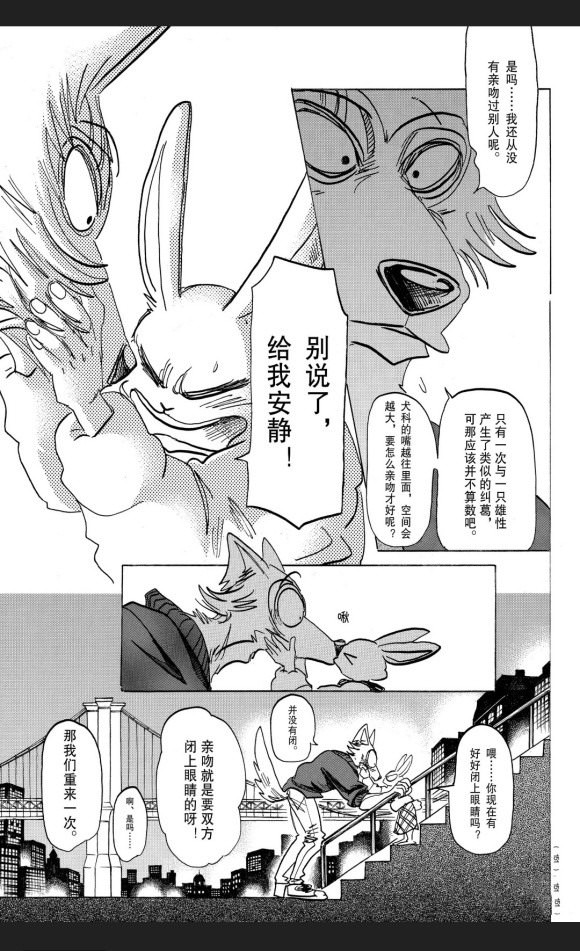 是吗……我还从没
有亲吻过别人呢。
只有一次与一只雄性
产生了类似的纠葛，
可那应该并不算数吧。
犬科的嘴越往里面，空间会
越大，要怎么亲吻才好呢？
别说了，
给我安静！
啾
喂……你现在有
好好闭上眼睛吗？
并没有闭。
亲吻就是要双方
闭上眼睛的呀！
啊、是吗……
那我们重来一次。